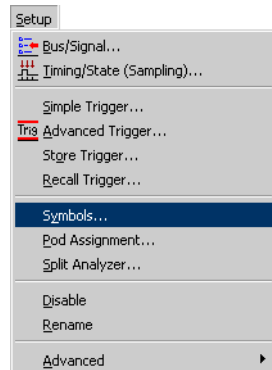 Setup
Bus/Signal...
Timing/State (Sampling)...
Simple Trigger...
Trig Advanced Trigger...
Store Trigger...
Recall Trigger...
Symbols...
Pod Assignment...
Split Analyzer...
Disable
Rename
Advanced